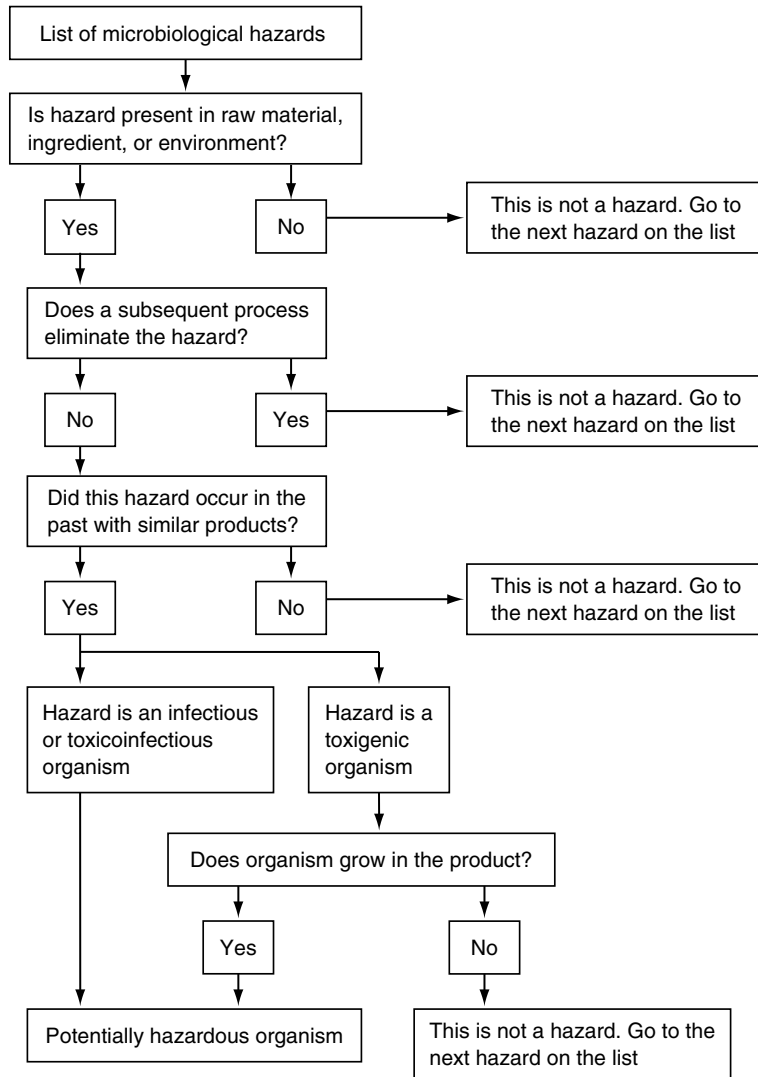 List of microbiological hazards
Is hazard present in raw material,
ingredient, or environment?
Yes
No
This is not a hazard. Go to
the next hazard on the list
Does a subsequent process
eliminate the hazard?
No
Yes
This is not a hazard. Go to
the next hazard on the list
Did this hazard occur in the
past with similar products?
Yes
No
This is not a hazard. Go to
the next hazard on the list
Hazard is an infectious
or toxicoinfectious
organism
Hazard is a
toxigenic
organism
Does organism grow in the product?
Yes
No
Potentially hazardous organism
This is not a hazard. Go to the
next hazard on the list